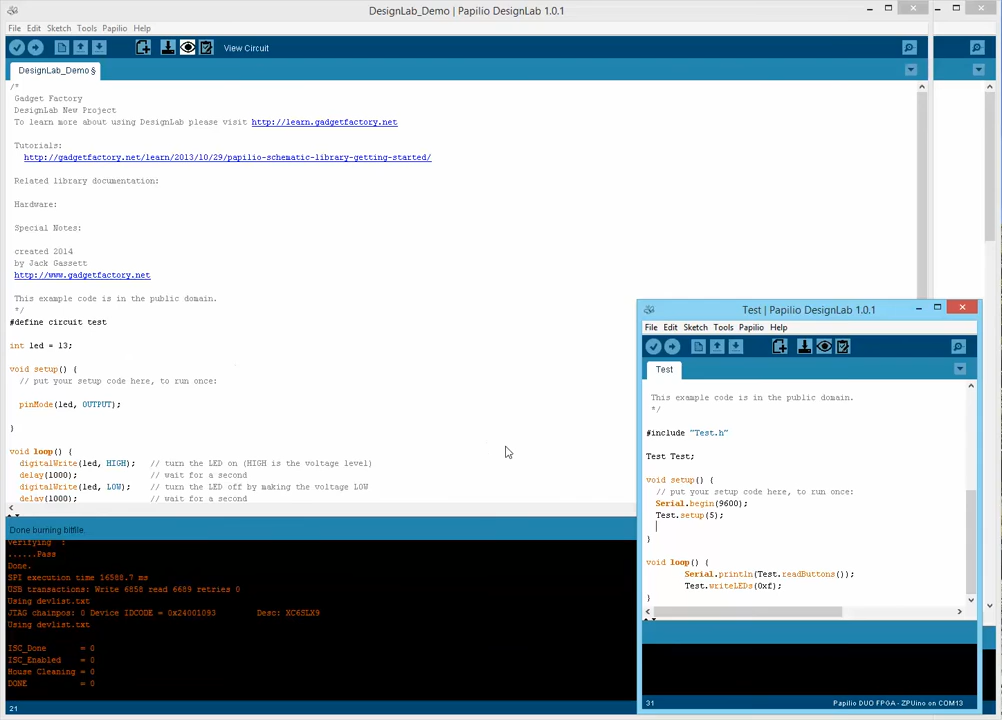 DesignLab_Demo | Papilio DesignLab 1.0.1
File Edit Sketch Tools Papilio Help
View Circuit
DesignLab_Demo §
/*
Gadget Factory
DesignLab New Project
To learn more about using DesignLab please visit http://learn.gadgetfactory.net
Tutorials:
http://gadgetfactory.net/learn/2013/10/29/papilio-schematic-library-getting-started/
Related library documentation:
Hardware:
Special Notes:
created 2014
by Jack Gassett
http://www.gadgetfactory.net
This example code is in the public domain.
*/
#define circuit test
int led = 13;
void setup() {
// put your setup code here, to run once:
pinMode(led, OUTPUT);
}
void loop() {
digitalWrite(led, HIGH); // turn the LED on (HIGH is the voltage level)
delay(1000); // wait for a second
digitalWrite(led, LOW); // turn the LED off by making the voltage LOW
delay(1000); // wait for a second
Done burning bitfile.
Verifying :
......Pass
Done.
SPI execution time 16588.7 ms
USB transactions: Write 6858 read 6689 retries 0
Using devlist.txt
JTAG chainpos: 0 Device IDCODE = 0x24001093 Desc: XC6SLX9
Using devlist.txt
ISC_Done = 0
ISC_Enabled = 0
House Cleaning = 0
DONE = 0
21
Test | Papilio DesignLab 1.0.1
File Edit Sketch Tools Papilio Help
Test
This example code is in the public domain.
*/
#include "Test.h"
Test Test;
void setup() {
// put your setup code here, to run once:
Serial.begin(9600);
Test.setup(5);
}
void loop() {
Serial.println(Test.readButtons());
Test.writeLEDs(0xf);
}
31
Papilio DUO FPGA - ZPUino on COM13